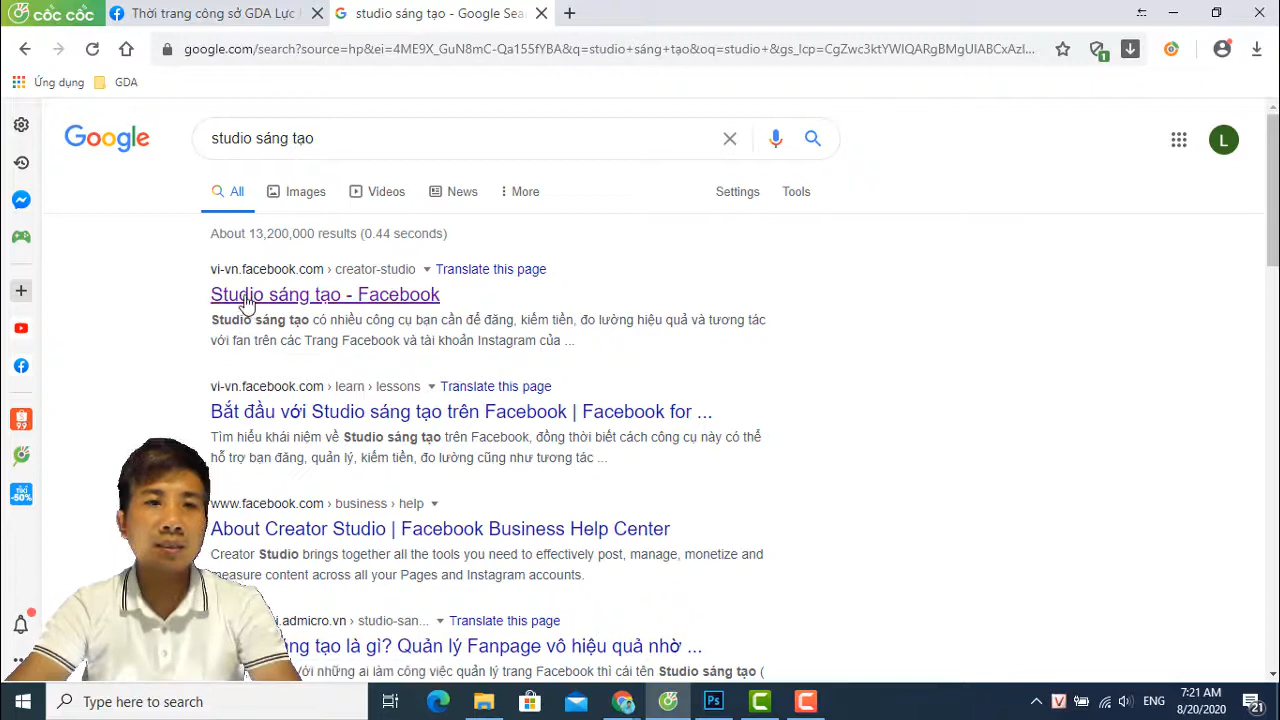 cốc cốc
Thời trang công sở GDA Lực
studio sáng tạo - Google Sea
google.com/search?source=hp&ei=4ME9X_GuN8mC-Qa155fYBA&q=studio+sáng+tạo&oq=studio+&gs_lcp=CgZwc3ktYWIQARgBMgUIABCxAzI...
1
Ứng dụng
GDA
Google
studio sáng tạo
L
All
Images
Videos
News
More
Settings
Tools
About 13,200,000 results (0.44 seconds)
vi-vn.facebook.com › creator-studio
Translate this page
Studio sáng tạo - Facebook
Studio sáng tạo có nhiều công cụ bạn cần để đăng, kiếm tiền, đo lường hiệu quả và tương tác
với fan trên các Trang Facebook và tài khoản Instagram của ...
vi-vn.facebook.com › learn › lessons
Translate this page
Bắt đầu với Studio sáng tạo trên Facebook | Facebook for ...
Tìm hiểu khái niệm về Studio sáng tạo trên Facebook, đồng thời biết cách công cụ này có thể
hỗ trợ bạn đăng, quản lý, kiếm tiền, đo lường cũng như tương tác ...
www.facebook.com › business › help
About Creator Studio | Facebook Business Help Center
Creator Studio brings together all the tools you need to effectively post, manage, monetize and
measure content across all your Pages and Instagram accounts.
i.admicro.vn › studio-san...
Translate this page
ng tạo là gì? Quản lý Fanpage vô hiệu quả nhờ ...
với những ai làm công việc quản lý trang Facebook thì cái tên Studio sáng tạo (
9.9
TIKI
-50%
Type here to search
Ps
C
C
V
ENG
7:21 AM
8/20/2020
21